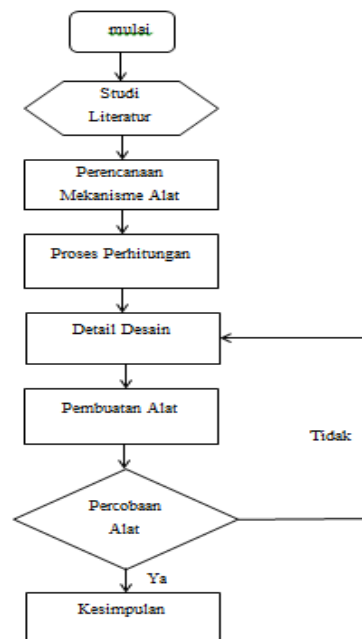 mulai
Studi
Literatur
Perencanaan
Mekanisme Alat
Proses Perhitungan
Detail Desain
Pembuatan Alat
Tidak
Percobaan
Alat
Ya
Kesimpulan